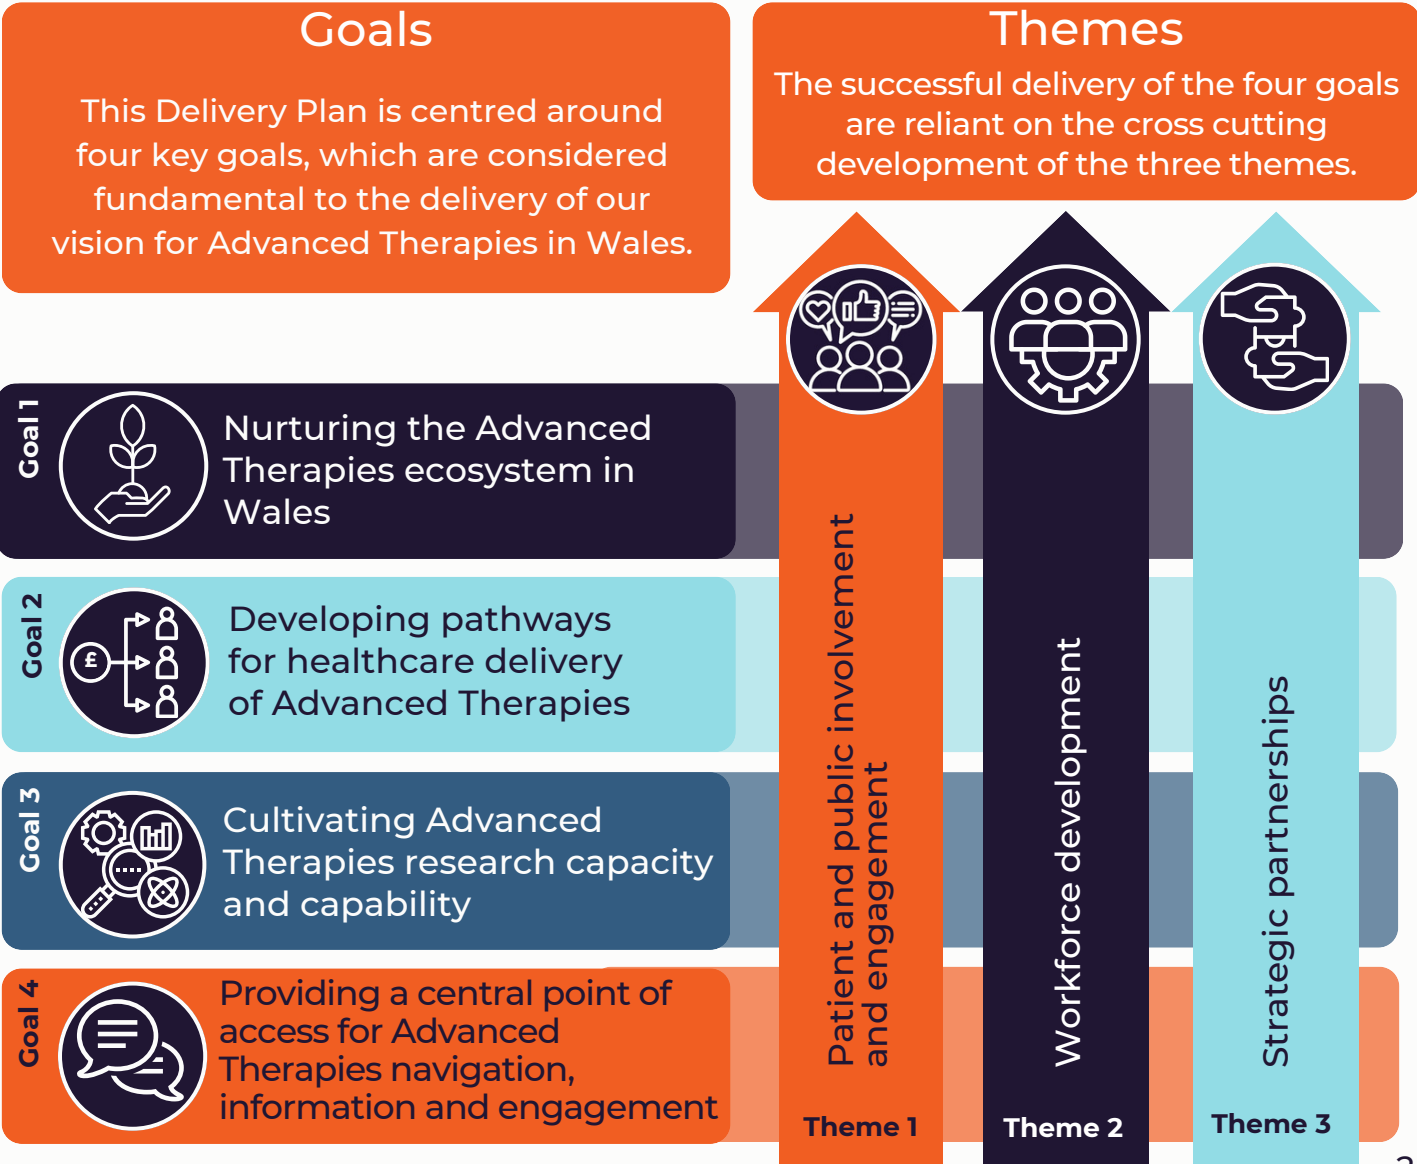 Goals
This Delivery Plan is centred around
four key goals, which are considered
fundamental to the delivery of our
vision for Advanced Therapies in Wales.
Themes
The successful delivery of the four goals
are reliant on the cross cutting
development of the three themes.
Goal 1
Nurturing the Advanced
Therapies ecosystem in
Wales
Goal 2
£
Developing pathways
for healthcare delivery
of Advanced Therapies
Goal 3
Cultivating Advanced
Therapies research capacity
and capability
Goal 4
Providing a central point of
access for Advanced
Therapies navigation,
information and engagement
Patient and public involvement
and engagement
Theme 1
Workforce development
Theme 2
Strategic partnerships
Theme 3